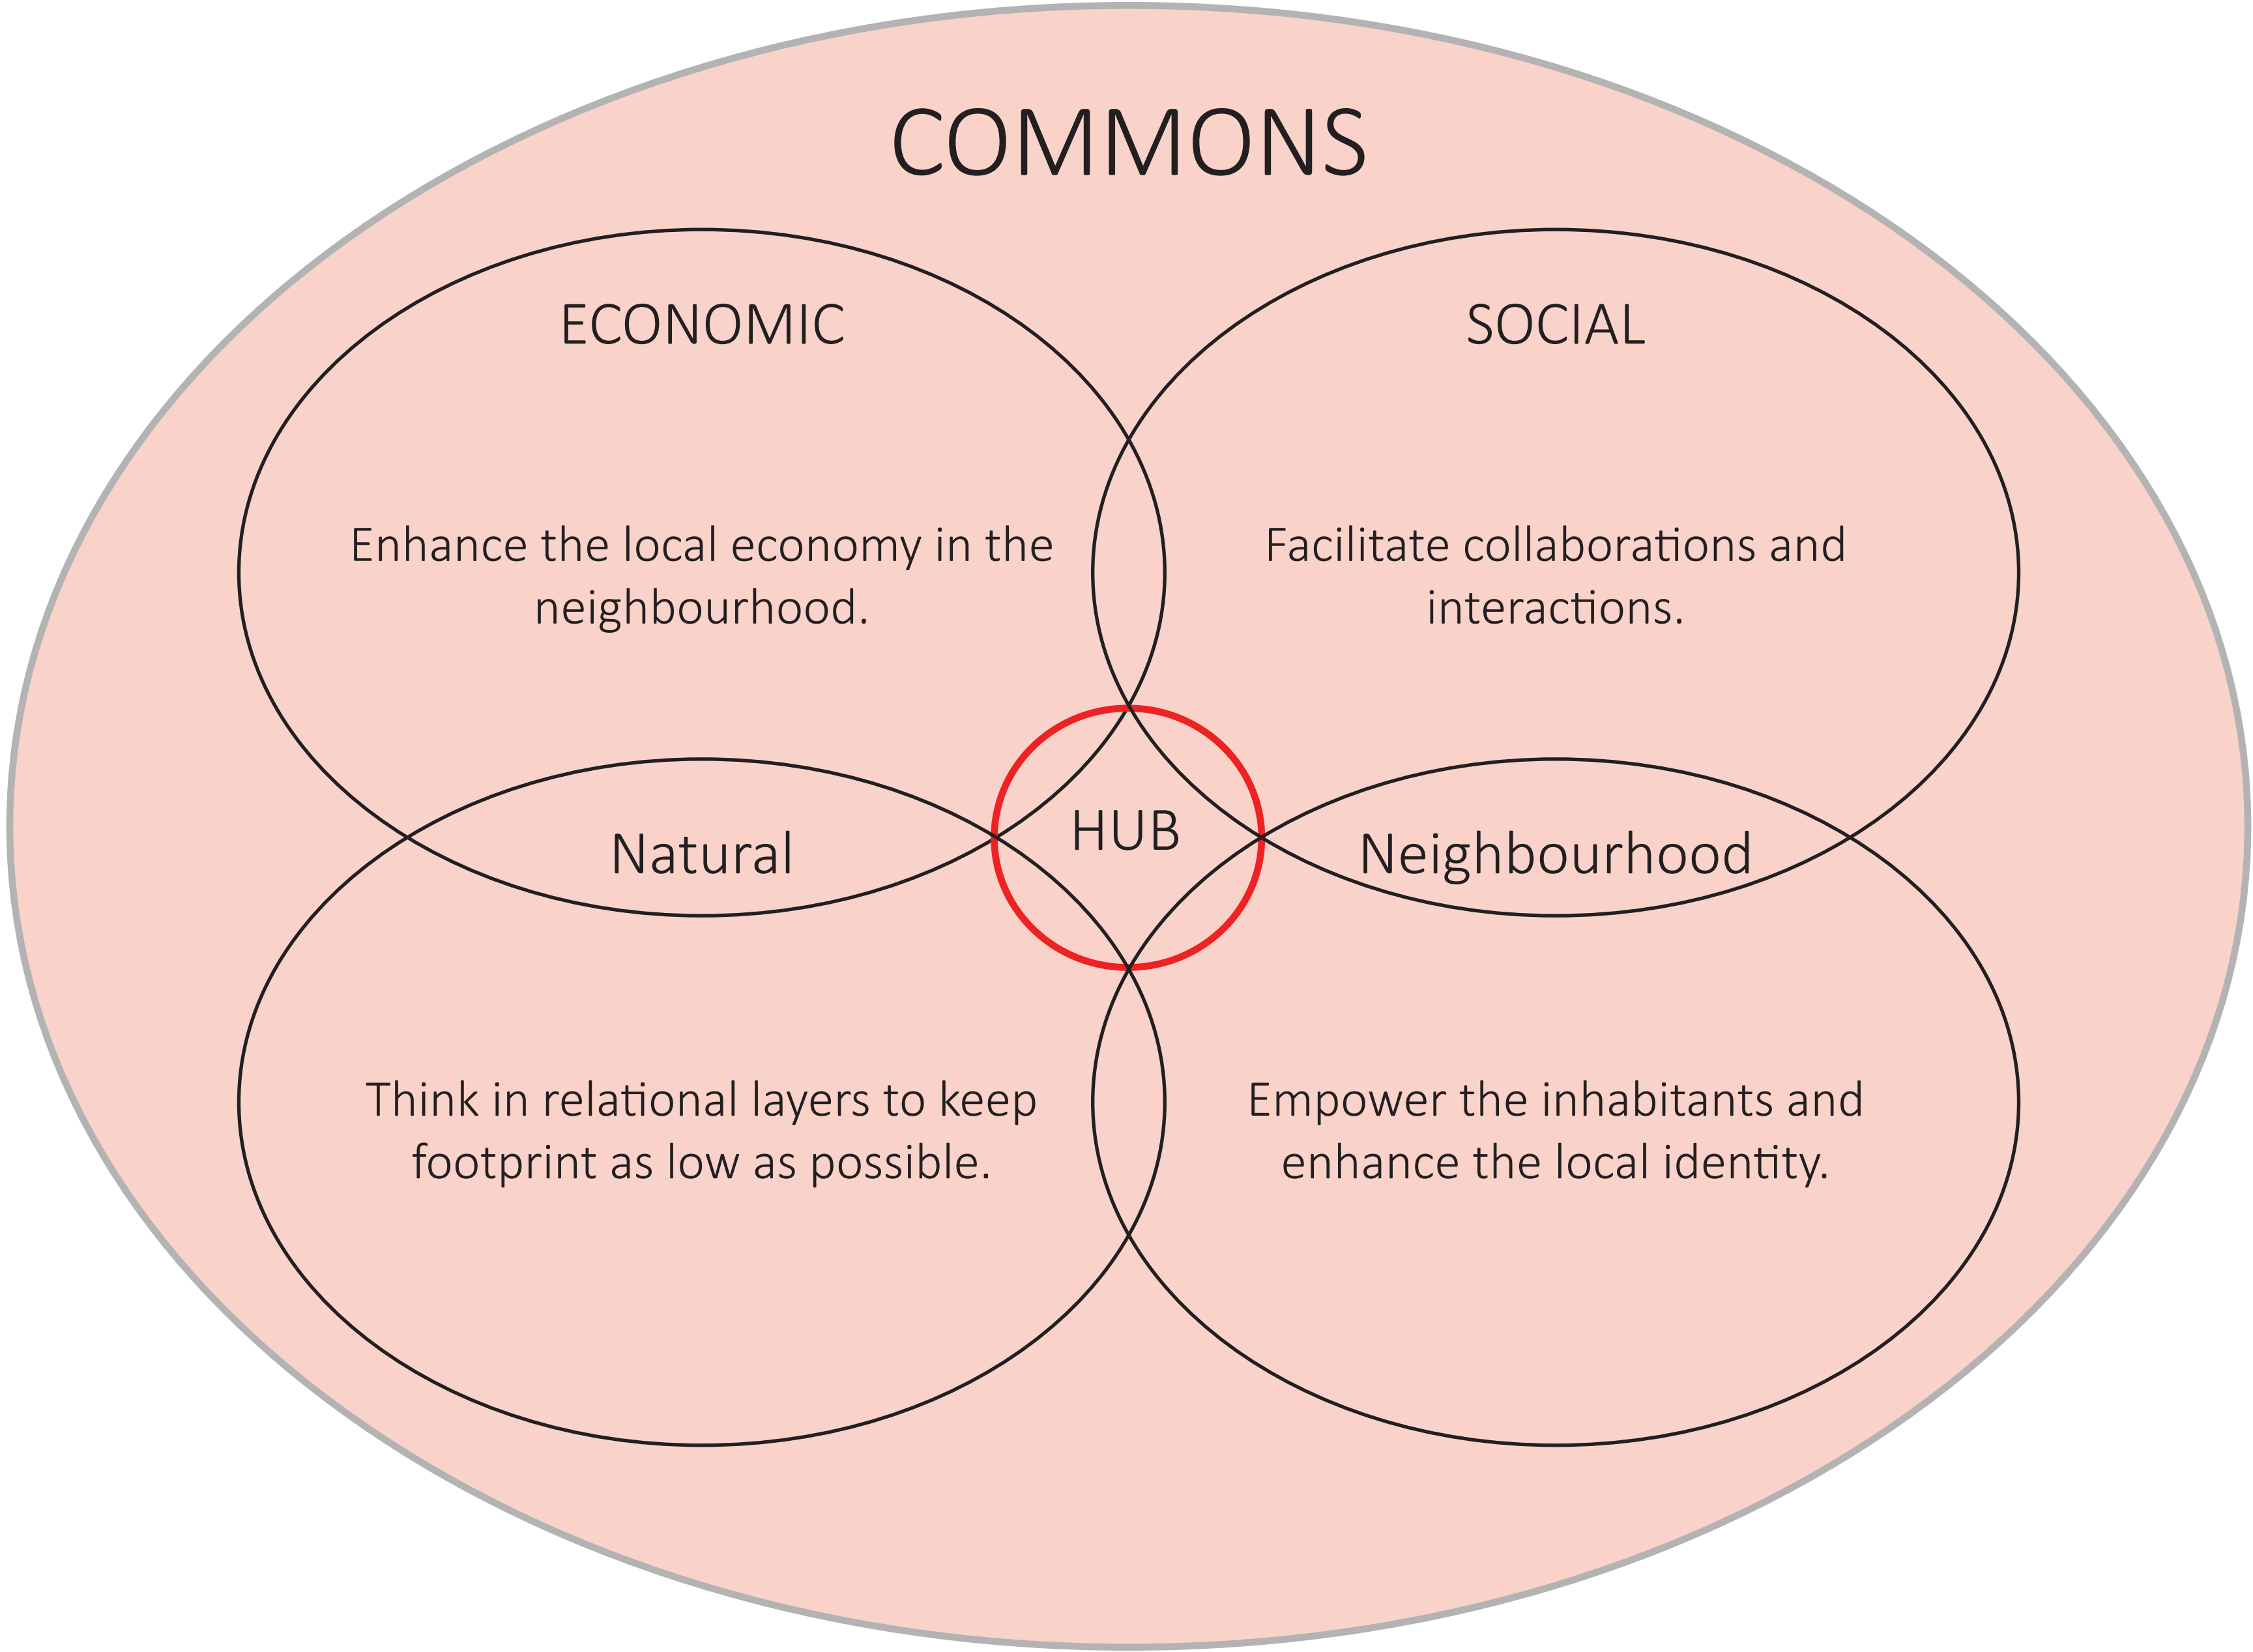 COMMONS
ECONOMIC
Enhance the local economy in the
neighbourhood.
SOCIAL
Facilitate collaborations and
interactions.
HUB
Natural
Think in relational layers to keep
footprint as low as possible.
Neighbourhood
Empower the inhabitants and
enhance the local identity.